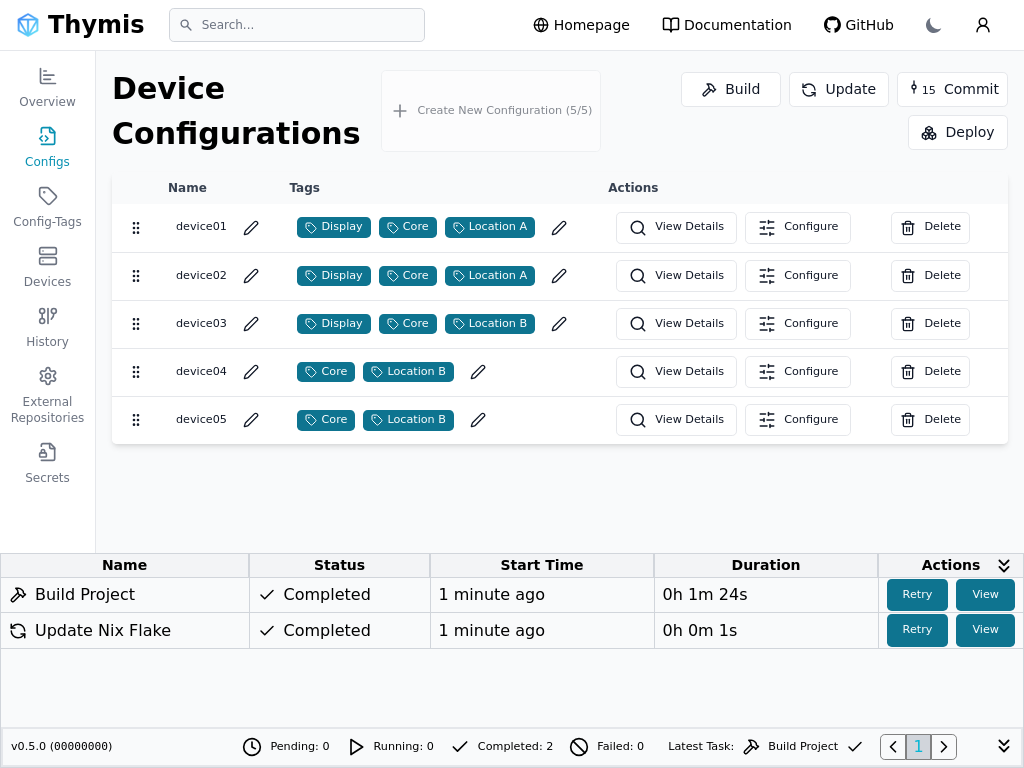 Thymis
Search...
Homepage
Documentation
GitHub
Overview
Configs
Config-Tags
Devices
History
External
Repositories
Secrets
Device
Configurations
Create New Configuration (5/5)
Build
Update
15 Commit
Deploy
Name Tags Actions
device01 Display Core Location A View Details Configure Delete
device02 Display Core Location A View Details Configure Delete
device03 Display Core Location B View Details Configure Delete
device04 Core Location B View Details Configure Delete
device05 Core Location B View Details Configure Delete
Name Status Start Time Duration Actions
Build Project Completed 1 minute ago 0h 1m 24s Retry View
Update Nix Flake Completed 1 minute ago 0h 0m 1s Retry View
v0.5.0 (00000000) Pending: 0 Running: 0 Completed: 2 Failed: 0 Latest Task: Build Project 1